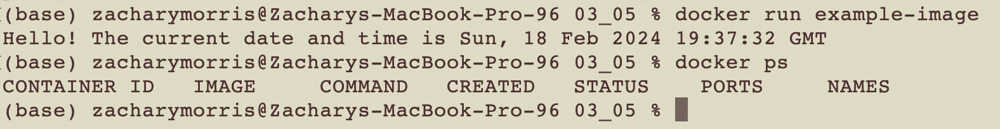 (base) zacharymorris@Zacharys-MacBook-Pro-96 03_05 % docker run example-image
Hello! The current date and time is Sun, 18 Feb 2024 19:37:32 GMT
(base) zacharymorris@Zacharys-MacBook-Pro-96 03_05 % docker ps
CONTAINER ID   IMAGE     COMMAND   CREATED   STATUS    PORTS     NAMES
(base) zacharymorris@Zacharys-MacBook-Pro-96 03_05 %